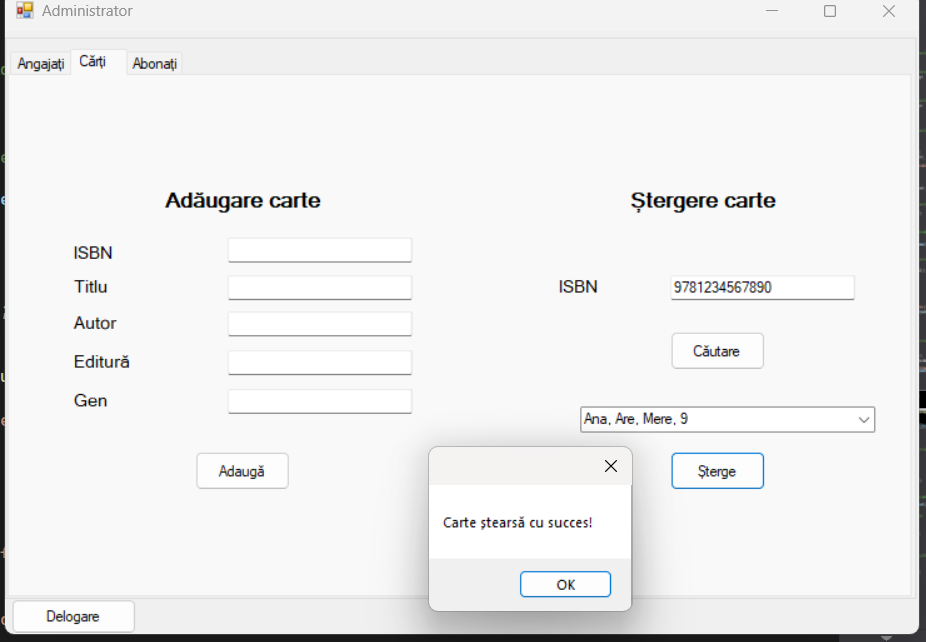 Administrator
Angajați Cărți Abonați
Adăugare carte
Ștergere carte
ISBN
Titlu
Autor
Editură
Gen
Adaugă
ISBN 9781234567890
Căutare
Ana, Are, Mere, 9
Șterge
Carte ștearsă cu succes!
OK
Delogare